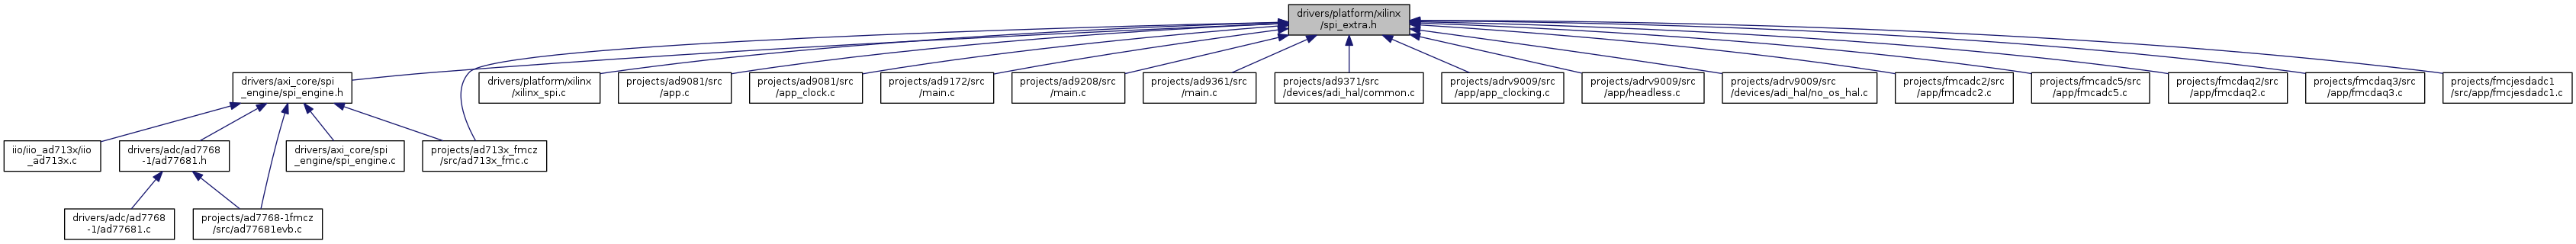 drivers/platform/xilinx
/spi_extra.h
drivers/axi_core/spi
_engine/spi_engine.h
drivers/platform/xilinx
/xilinx_spi.c
projects/ad9081/src
/app.c
projects/ad9081/src
/app_clock.c
projects/ad9172/src
/main.c
projects/ad9208/src
/main.c
projects/ad9361/src
/main.c
projects/ad9371/src
/devices/adi_hal/common.c
projects/adrv9009/src
/app/app_clocking.c
projects/adrv9009/src
/app/headless.c
projects/adrv9009/src
/devices/adi_hal/no_os_hal.c
projects/fmcadc2/src
/app/fmcadc2.c
projects/fmcadc5/src
/app/fmcadc5.c
projects/fmcdaq2/src
/app/fmcdaq2.c
projects/fmcdaq3/src
/app/fmcdaq3.c
projects/fmcjesdadc1
/src/app/fmcjesdadc1.c
iio/iio_ad713x/iio
_ad713x.c
drivers/adc/ad7768
-1/ad77681.h
drivers/axi_core/spi
_engine/spi_engine.c
projects/ad713x_fmcz
/src/ad713x_fmc.c
drivers/adc/ad7768
-1/ad77681.c
projects/ad7768-1fmcz
/src/ad77681evb.c